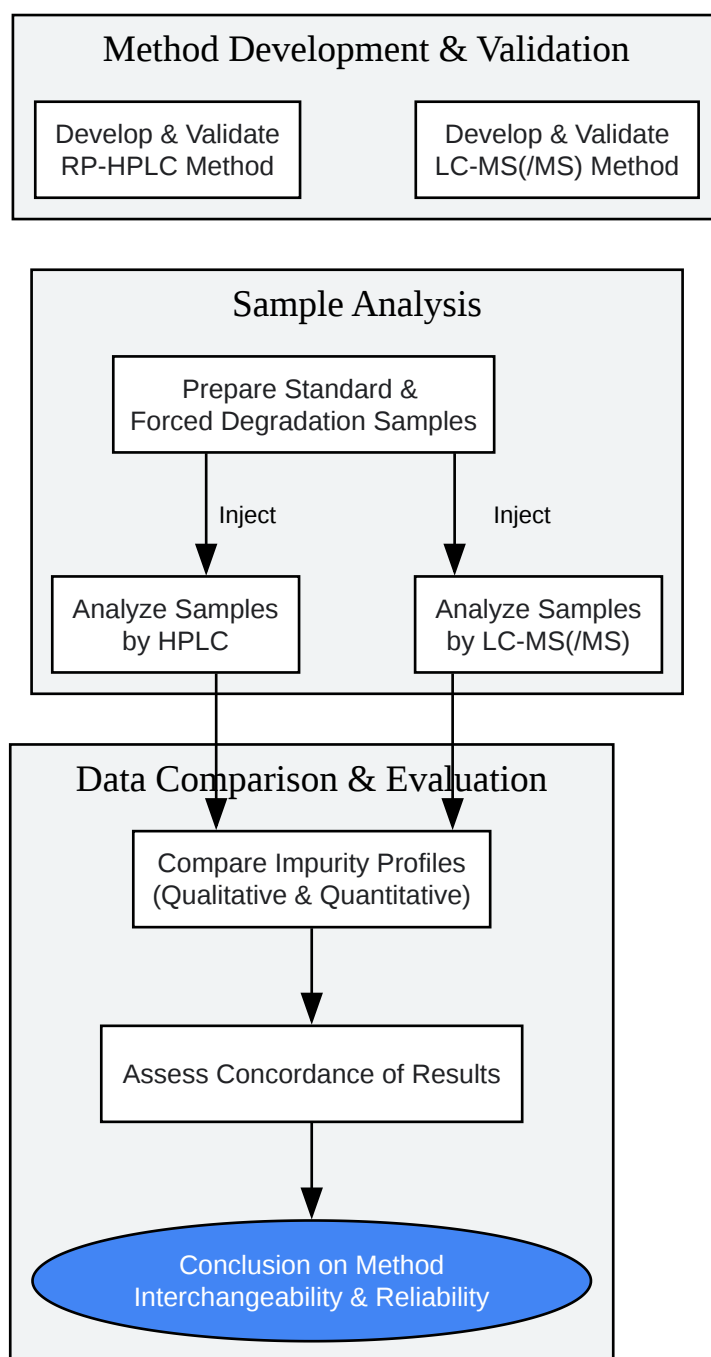 Method Development & Validation
Develop & Validate
RP-HPLC Method
Develop & Validate
LC-MS(/MS) Method
Sample Analysis
Prepare Standard &
Forced Degradation Samples
Inject
Inject
Analyze Samples
by HPLC
Analyze Samples
by LC-MS(/MS)
Data Comparison & Evaluation
Compare Impurity Profiles
(Qualitative & Quantitative)
Assess Concordance of Results
Conclusion on Method
Interchangeability & Reliability